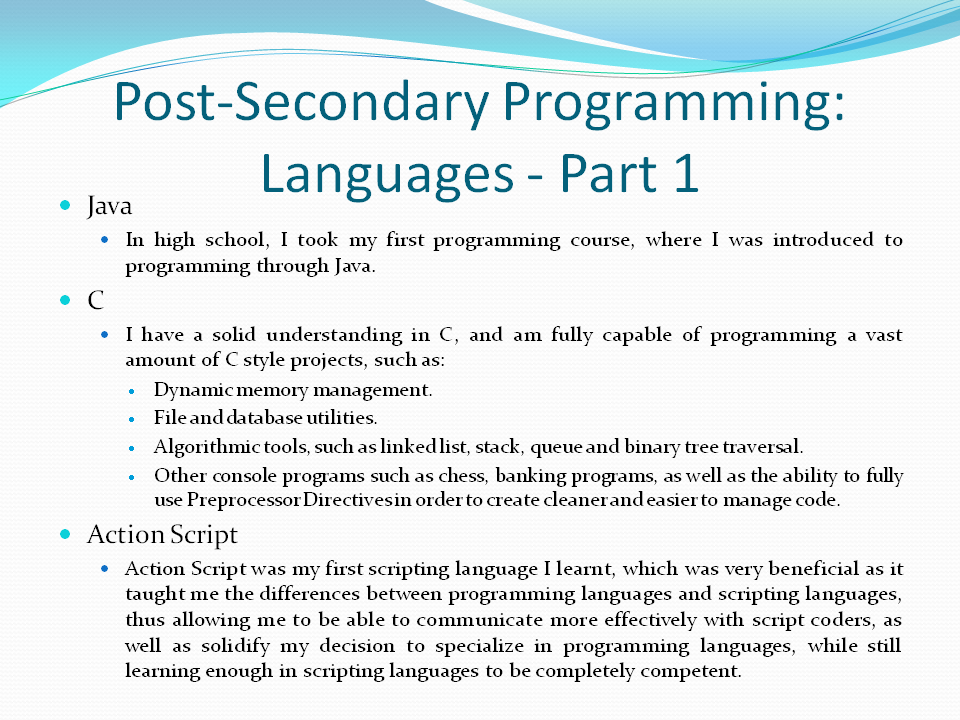 Post-Secondary Programming:
Languages - Part 1
Java
In high school, I took my first programming course, where I was introduced to
programming through Java.
C
I have a solid understanding in C, and am fully capable of programming a vast
amount of C style projects, such as:
Dynamic memory management.
File and database utilities.
Algorithmic tools, such as linked list, stack, queue and binary tree traversal.
Other console programs such as chess, banking programs, as well as the ability to fully
use Preprocessor Directives in order to create cleaner and easier to manage code.
Action Script
Action Script was my first scripting language I learnt, which was very beneficial as it
taught me the differences between programming languages and scripting languages,
thus allowing me to be able to communicate more effectively with script coders, as
well as solidify my decision to specialize in programming languages, while still
learning enough in scripting languages to be completely competent.